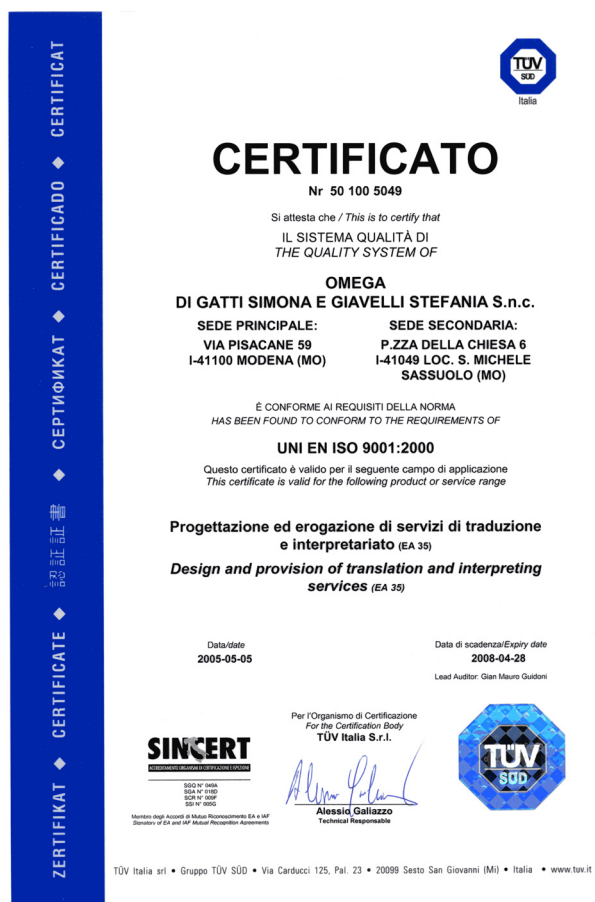 TÜV
SÜD
Italia
CERTIFICATO
Nr 50 100 5049
Si attesta che / This is to certify that
IL SISTEMA QUALITÀ DI
THE QUALITY SYSTEM OF
OMEGA
DI GATTI SIMONA E GIAVELLI STEFANIA S.n.c.
SEDE PRINCIPALE:
VIA PISACANE 59
I-41100 MODENA (MO)
SEDE SECONDARIA:
P.ZZA DELLA CHIESA 6
I-41049 LOC. S. MICHELE
SASSUOLO (MO)
È CONFORME AI REQUISITI DELLA NORMA
HAS BEEN FOUND TO CONFORM TO THE REQUIREMENTS OF
UNI EN ISO 9001:2000
Questo certificato è valido per il seguente campo di applicazione
This certificate is valid for the following product or service range
Progettazione ed erogazione di servizi di traduzione
e interpretariato (EA 35)
Design and provision of translation and interpreting
services (EA 35)
Data/date
2005-05-05
Data di scadenza/Expiry date
2008-04-28
Lead Auditor: Gian Mauro Guidoni
Per l'Organismo di Certificazione
For the Certification Body
TÜV Italia S.r.l.
Alessio Galiazzo
Technical Responsable
SINCERT
ACCREDITAMENTO ORGANISMI DI CERTIFICAZIONE E ISPEZIONE
SGQ N° 049A
SGA N° 018D
SCR N° 009F
SSI N° 005G
Membro degli Accordi di Mutuo Riconoscimento EA e IAF
Signatory of EA and IAF Mutual Recognition Agreements
TÜV
SÜD
TÜV Italia srl • Gruppo TÜV SÜD • Via Carducci 125, Pal. 23 • 20099 Sesto San Giovanni (Mi) • Italia • www.tuv.it
ZERTIFIKAT ◆ CERTIFICATE ◆ 認証証書 ◆ СЕРТИФИКАТ ◆ CERTIFICADO ◆ CERTIFICAT